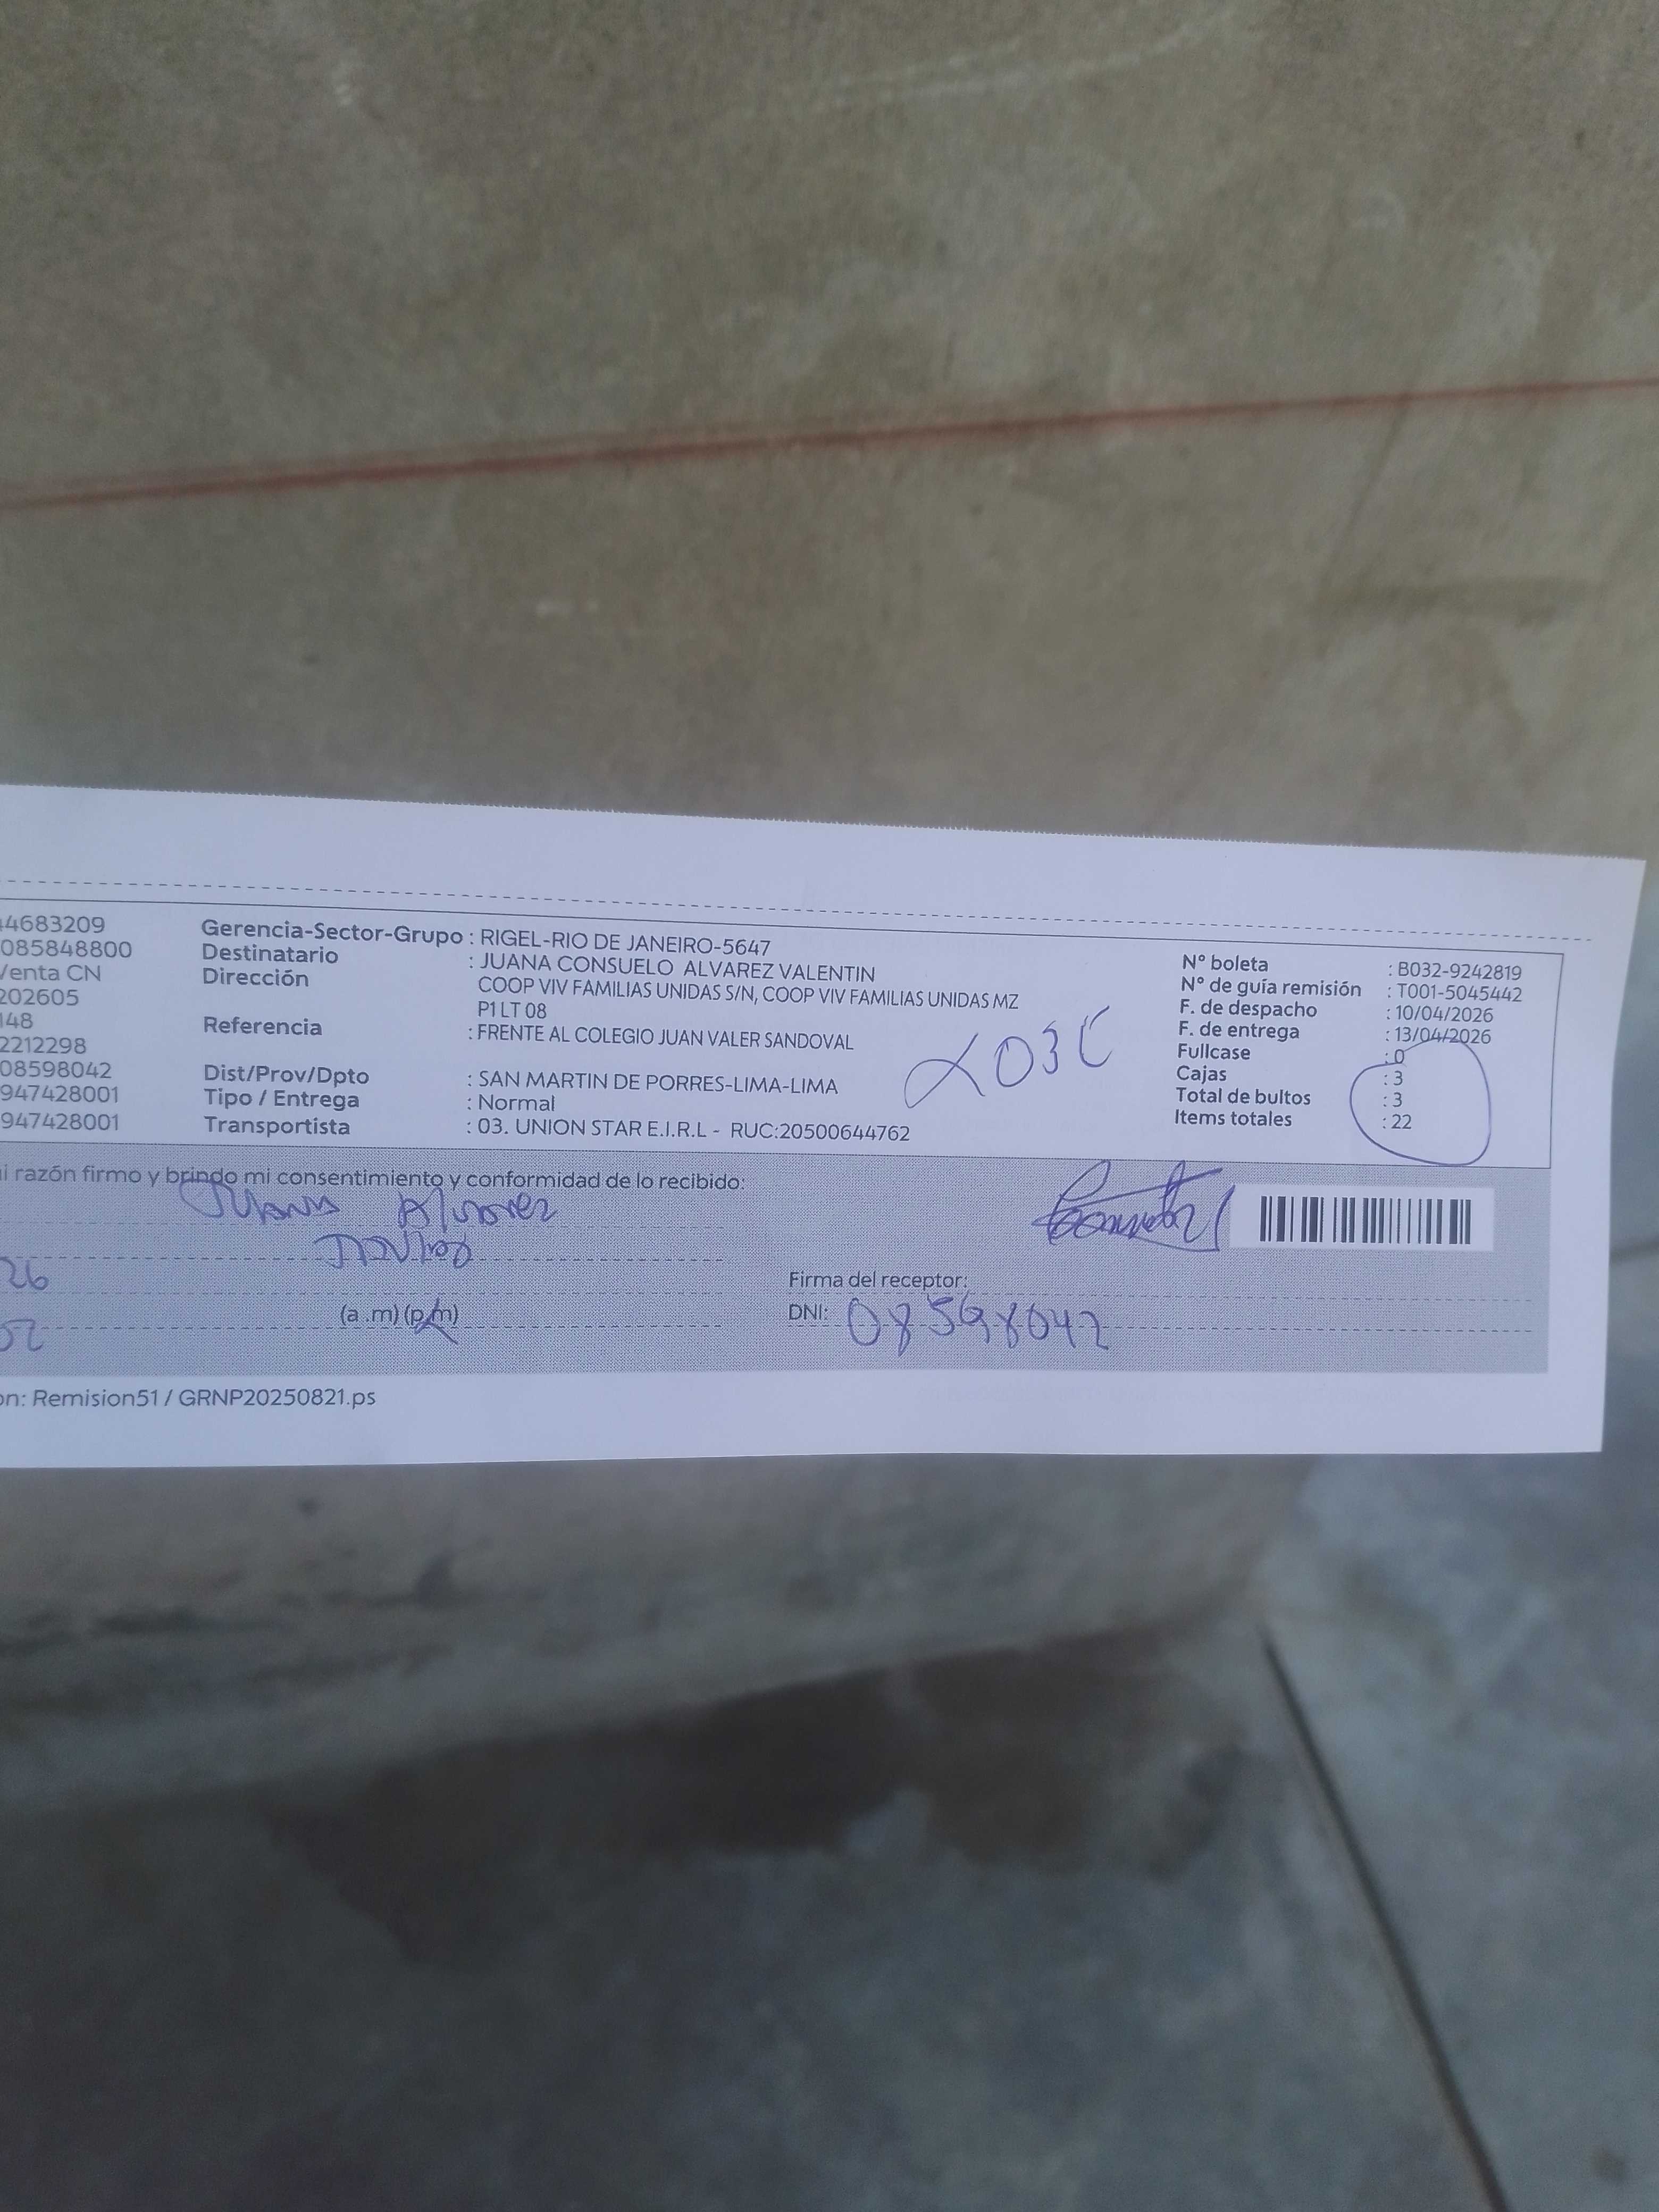 4683209
085848800
Venta CN
202605
148
2212298
08598042
947428001
947428001
Gerencia-Sector-Grupo : RIGEL-RIO DE JANEIRO-5647
Destinatario : JUANA CONSUELO ALVAREZ VALENTIN
Dirección COOP VIV FAMILIAS UNIDAS S/N, COOP VIV FAMILIAS UNIDAS MZ
P1 LT 08
Referencia : FRENTE AL COLEGIO JUAN VALER SANDOVAL
Dist/Prov/Dpto : SAN MARTIN DE PORRES-LIMA-LIMA
Tipo / Entrega : Normal
Transportista : 03. UNION STAR E.I.R.L - RUC:20500644762
N° boleta : B032-9242819
N° de guía remisión : T001-5045442
F. de despacho : 10/04/2026
F. de entrega : 13/04/2026
Fullcase : 0
Cajas : 3
Total de bultos : 3
Items totales : 22
i razón firmo y brindo mi consentimiento y conformidad de lo recibido:
Juana Alvarez
26
Firma del receptor:
52 (a .m) (p.m)
DNI: 08598042
on: Remision51 / GRNP20250821.ps